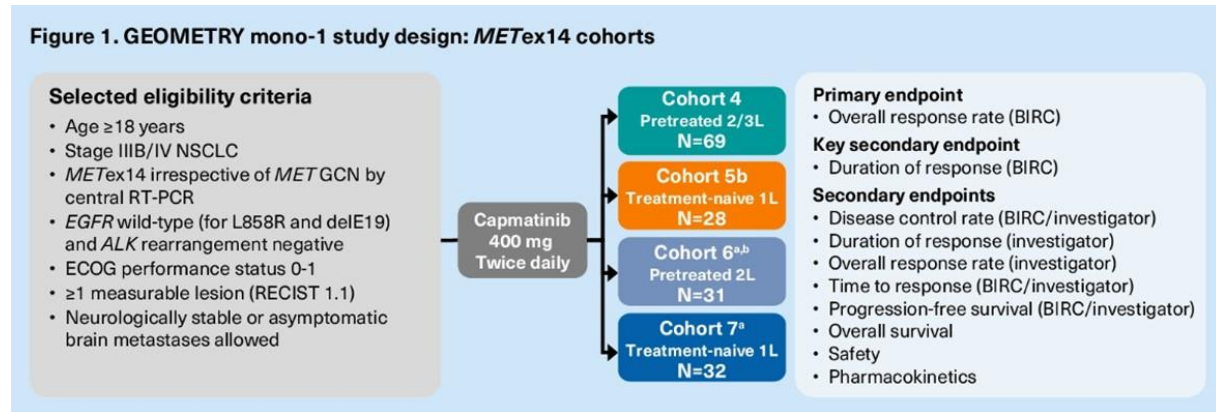 Figure 1. GEOMETRY mono-1 study design: METex14 cohorts
Selected eligibility criteria
• Age ≥18 years
• Stage IIIB/IV NSCLC
• METex14 irrespective of MET GCN by
central RT-PCR
• EGFR wild-type (for L858R and delE19)
and ALK rearrangement negative
• ECOG performance status 0-1
• ≥1 measurable lesion (RECIST 1.1)
• Neurologically stable or asymptomatic
brain metastases allowed
Capmatinib
400 mg
Twice daily
Cohort 4
Pretreated 2/3L
N=69
Cohort 5b
Treatment-naive 1L
N=28
Cohort 6a,b
Pretreated 2L
N=31
Cohort 7a
Treatment-naive 1L
N=32
Primary endpoint
• Overall response rate (BIRC)
Key secondary endpoint
• Duration of response (BIRC)
Secondary endpoints
• Disease control rate (BIRC/investigator)
• Duration of response (investigator)
• Overall response rate (investigator)
• Time to response (BIRC/investigator)
• Progression-free survival (BIRC/investigator)
• Overall survival
• Safety
• Pharmacokinetics